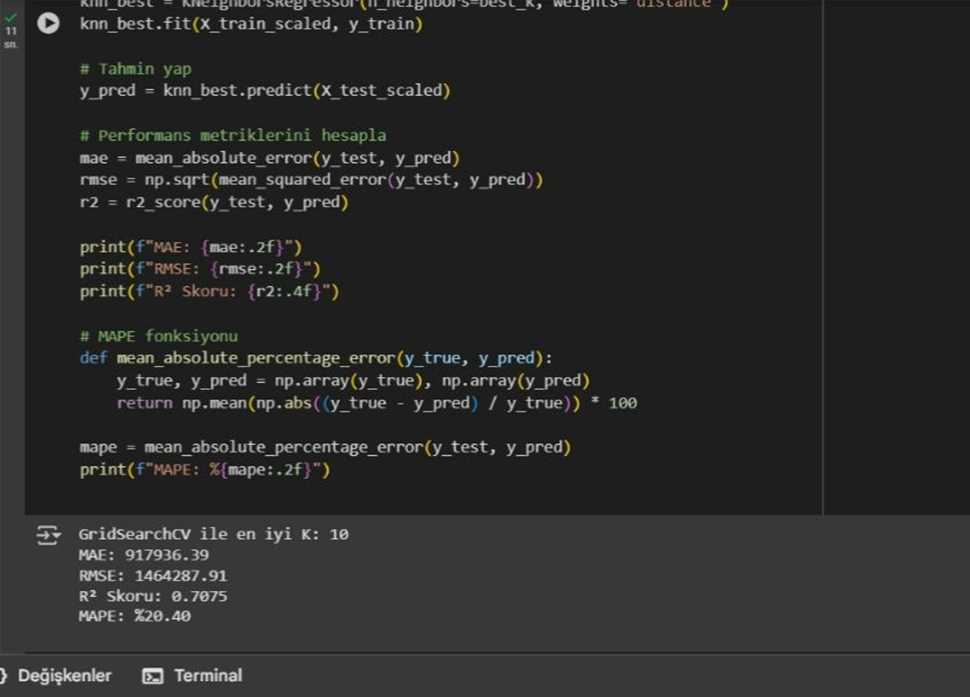 knn_best = KNeighborsRegressor(n_neighbors=best_k, weights='distance')
11
sn.
knn_best.fit(X_train_scaled, y_train)
# Tahmin yap
y_pred = knn_best.predict(X_test_scaled)
# Performans metriklerini hesapla
mae = mean_absolute_error(y_test, y_pred)
rmse = np.sqrt(mean_squared_error(y_test, y_pred))
r2 = r2_score(y_test, y_pred)
print(f"MAE: {mae:.2f}")
print(f"RMSE: {rmse:.2f}")
print(f"R² Skoru: {r2:.4f}")
# MAPE fonksiyonu
def mean_absolute_percentage_error(y_true, y_pred):
    y_true, y_pred = np.array(y_true), np.array(y_pred)
    return np.mean(np.abs((y_true - y_pred) / y_true)) * 100
mape = mean_absolute_percentage_error(y_test, y_pred)
print(f"MAPE: %{mape:.2f}")
GridSearchCV ile en iyi K: 10
MAE: 917936.39
RMSE: 1464287.91
R² Skoru: 0.7075
MAPE: %20.40
Değişkenler
Terminal